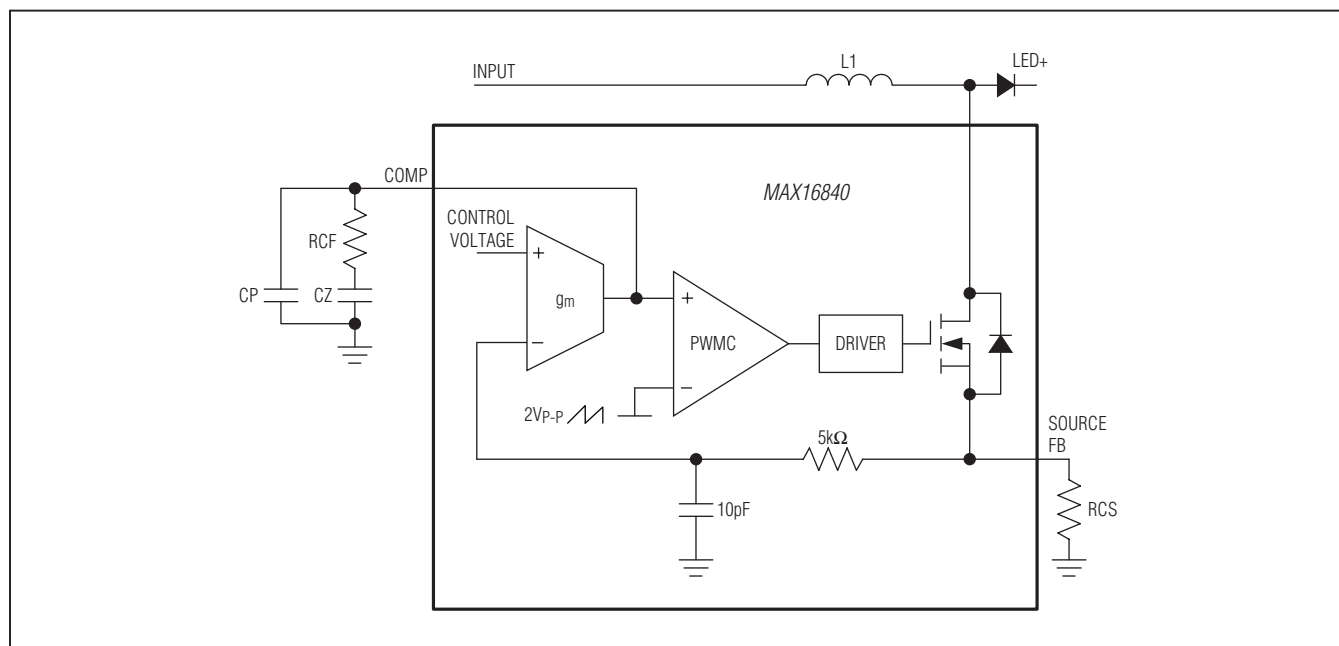 INPUT
L1
LED+
COMP
MAX16840
CONTROL
VOLTAGE
RCF
CP
CZ
+
gm
−
+
PWMC
−
DRIVER
2VP-P
5kΩ
SOURCE
FB
10pF
RCS